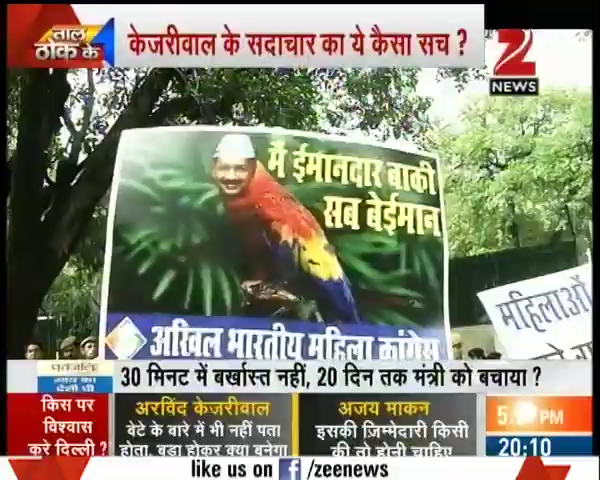 ताल
ठोक के
केजरीवाल के सदाचार का ये कैसा सच ?
Z
NEWS
मैं ईमानदार बाकी
सब बेईमान
अखिल भारतीय महिला कांग्रेस
महिलाओं
30 मिनट में बर्खास्त नहीं, 20 दिन तक मंत्री को बचाया ?
किस पर
विश्वास
करे दिल्ली ?
अरविंद केजरीवाल
बेटे के बारे में भी नहीं पता
होता, बड़ा होकर क्या बनेगा
अजय माकन
इसकी ज़िम्मेदारी किसी
की तो होनी चाहिए
PM
20:10
like us on f /zeenews